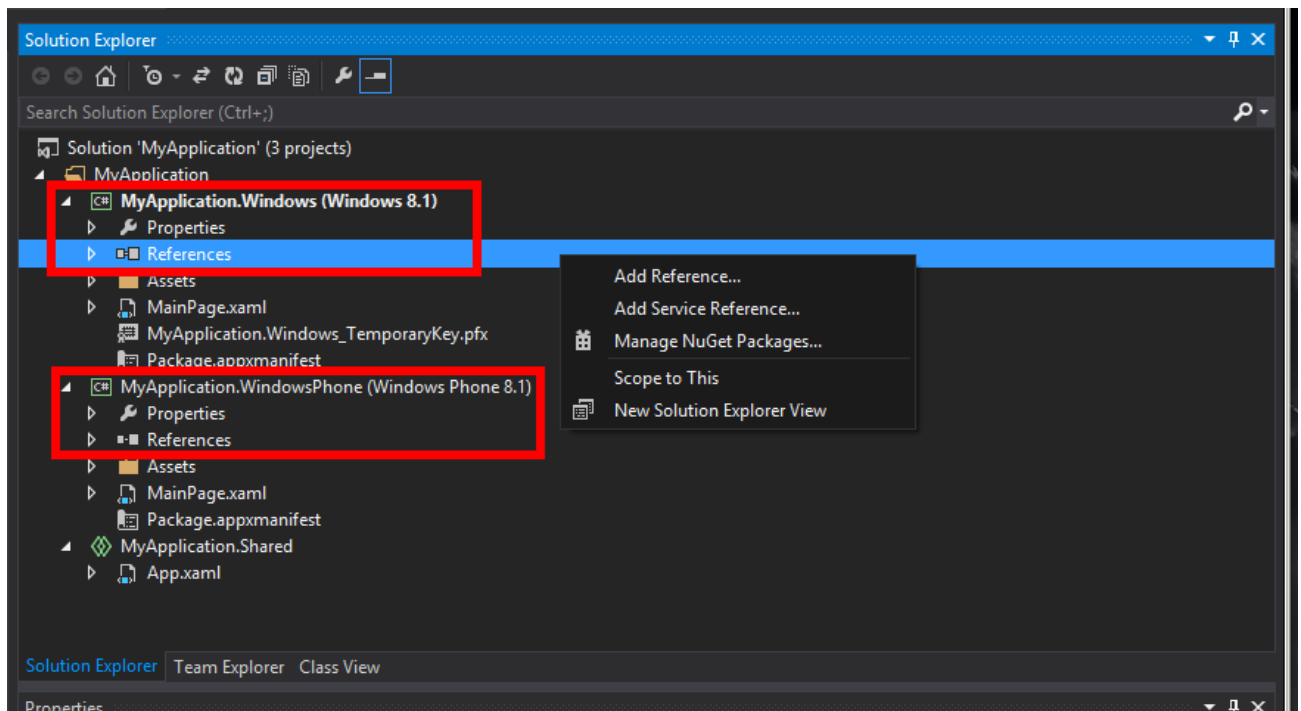 Solution Explorer
Search Solution Explorer (Ctrl+;)
Solution 'MyApplication' (3 projects)
MyApplication
C# MyApplication.Windows (Windows 8.1)
Properties
References
Assets
MainPage.xaml
MyApplication.Windows_TemporaryKey.pfx
Package.appxmanifest
C# MyApplication.WindowsPhone (Windows Phone 8.1)
Properties
References
Assets
MainPage.xaml
Package.appxmanifest
MyApplication.Shared
App.xaml
Add Reference...
Add Service Reference...
Manage NuGet Packages...
Scope to This
New Solution Explorer View
Solution Explorer Team Explorer Class View
Properties